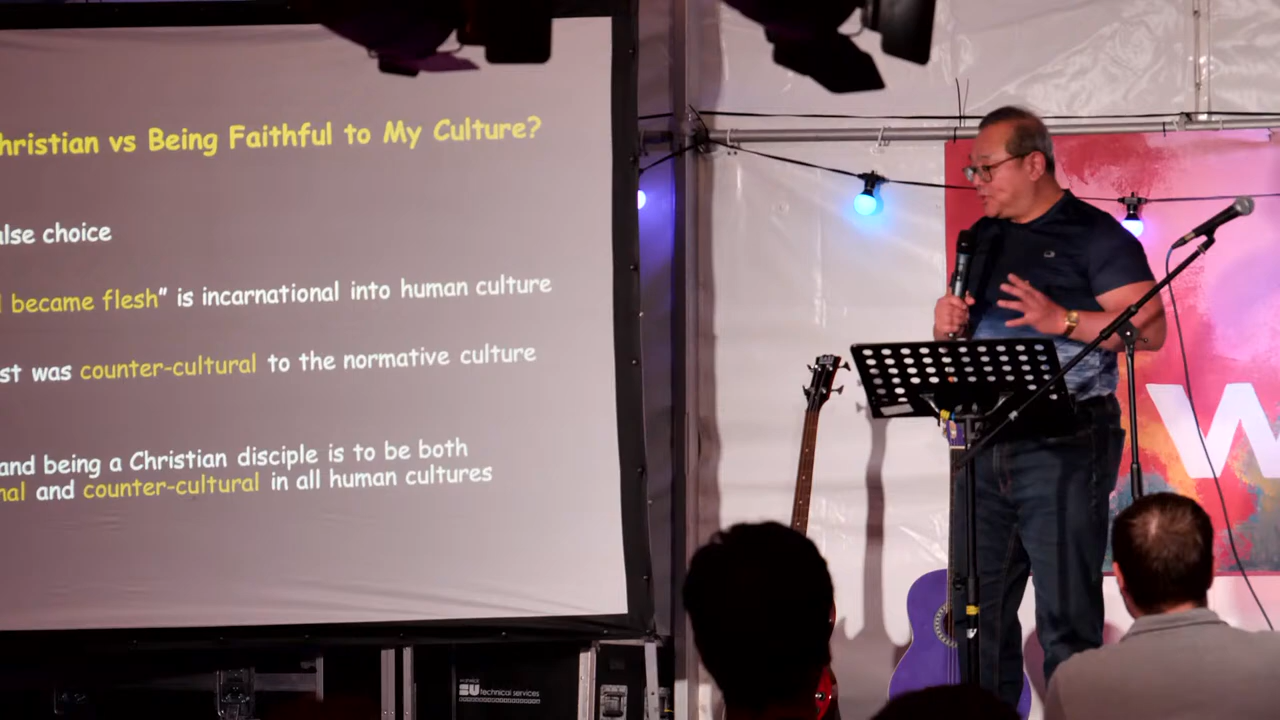 hristian vs Being Faithful to My Culture?
alse choice
became flesh" is incarnational into human culture
st was counter-cultural to the normative culture
and being a Christian disciple is to be both
nal and counter-cultural in all human cultures
W
technical services